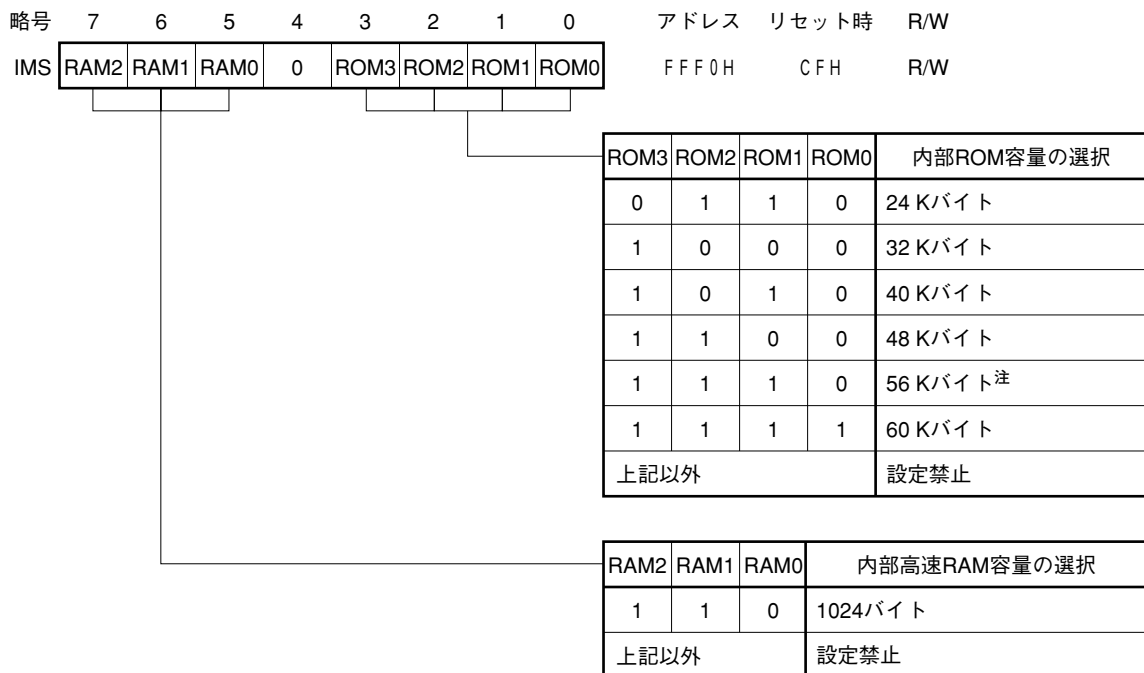 略号 7 6 5 4 3 2 1 0 アドレス リセット時 R/W
IMS RAM2 RAM1 RAM0 0 ROM3 ROM2 ROM1 ROM0 FFF0H CFH R/W
ROM3 ROM2 ROM1 ROM0 内部ROM容量の選択
0 1 1 0 24 Kバイト
1 0 0 0 32 Kバイト
1 0 1 0 40 Kバイト
1 1 0 0 48 Kバイト
1 1 1 0 56 Kバイト注
1 1 1 1 60 Kバイト
上記以外 設定禁止
RAM2 RAM1 RAM0 内部高速RAM容量の選択
1 1 0 1024バイト
上記以外 設定禁止